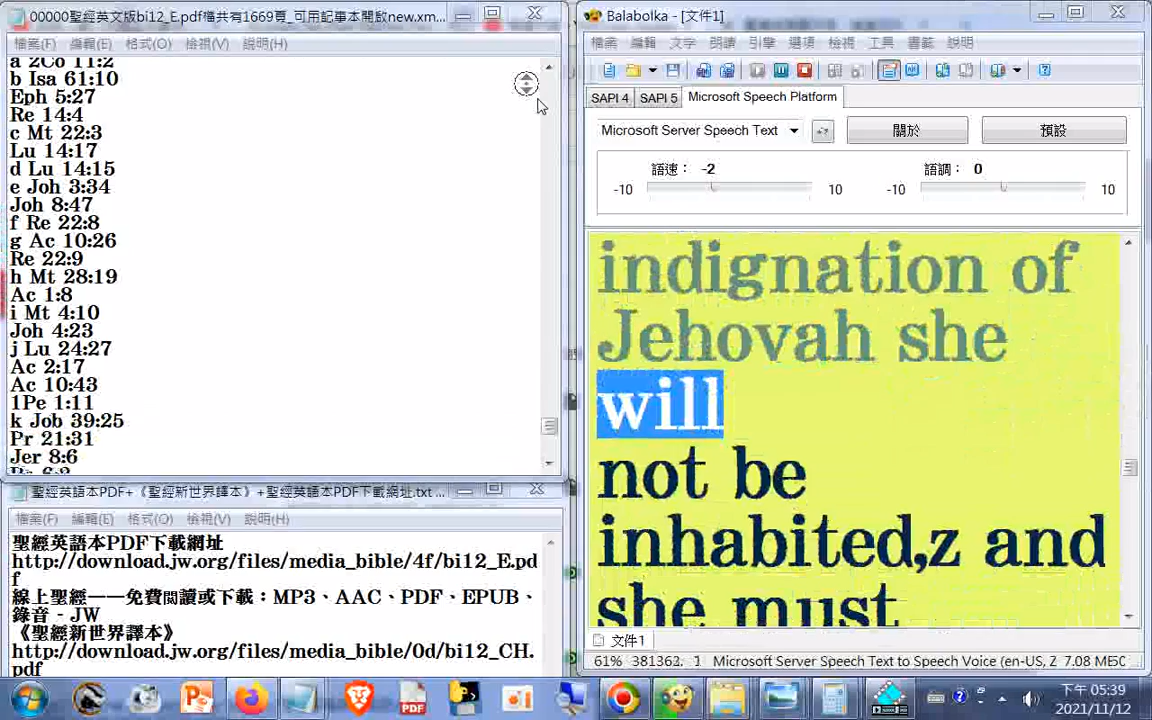 00000聖經英文版bi12_E.pdf檔共有1669頁_可用記事本開啟new.xm...
檔案(F) 編輯(E) 格式(O) 檢視(V) 說明(H)
a 2Co 11:2
b Isa 61:10
Eph 5:27
Re 14:4
c Mt 22:3
Lu 14:17
d Lu 14:15
e Joh 3:34
Joh 8:47
f Re 22:8
g Ac 10:26
Re 22:9
h Mt 28:19
Ac 1:8
i Mt 4:10
Joh 4:23
j Lu 24:27
Ac 2:17
Ac 10:43
1Pe 1:11
k Job 39:25
Pr 21:31
Jer 8:6
聖經英語本PDF+《聖經新世界譯本》+聖經英語本PDF下載網址.txt ...
檔案(F) 編輯(E) 格式(O) 檢視(V) 說明(H)
聖經英語本PDF下載網址
http://download.jw.org/files/media_bible/4f/bi12_E.pd
f
線上聖經——免費閱讀或下載：MP3、AAC、PDF、EPUB、
錄音 - JW
《聖經新世界譯本》
http://download.jw.org/files/media_bible/0d/bi12_CH.
pdf
Balabolka - [文件1]
檔案 編輯 文字 朗讀 引擎 選項 檢視 工具 書籤 說明
SAPI 4 SAPI 5 Microsoft Speech Platform
Microsoft Server Speech Text 關於 預設
語速： -2 語調： 0
-10 10 -10 10
indignation of
Jehovah she
will
not be
inhabited,z and
she must
文件1
61% 381362, 1 Microsoft Server Speech Text to Speech Voice (en-US, Z 7.08 МБ
下午 05:39
2021/11/12